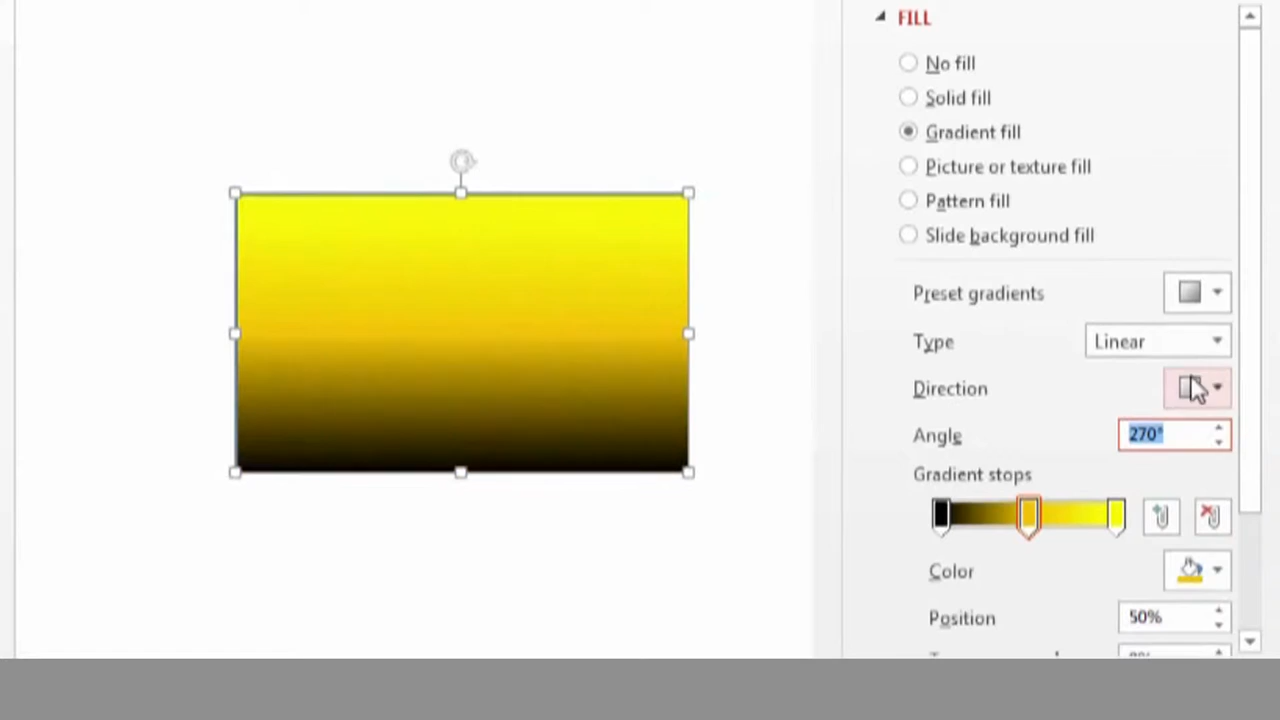 FILL
No fill
Solid fill
Gradient fill
Picture or texture fill
Pattern fill
Slide background fill
Preset gradients
Type Linear
Direction
Angle 270°
Gradient stops
Color
Position 50%